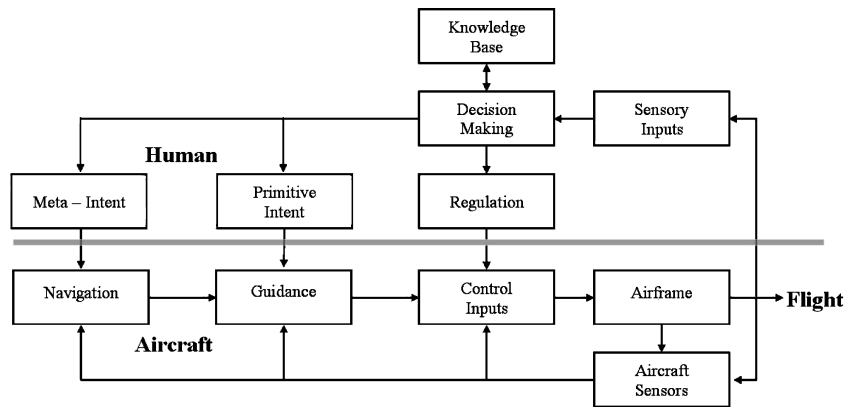 Knowledge
Base
Decision
Making
Sensory
Inputs
Human
Meta – Intent
Primitive
Intent
Regulation
Navigation
Guidance
Control
Inputs
Airframe
Flight
Aircraft
Aircraft
Sensors